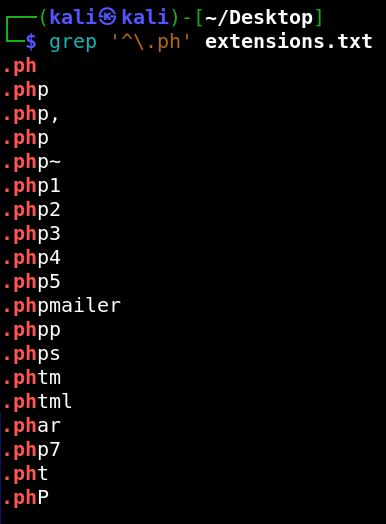 ┌──(kali㉿kali)-[~/Desktop]
└─$ grep '^\.ph' extensions.txt
.ph
.php
.php,
.php
.php~
.php1
.php2
.php3
.php4
.php5
.phpmailer
.phpp
.phps
.phtm
.phtml
.phar
.php7
.pht
.phP